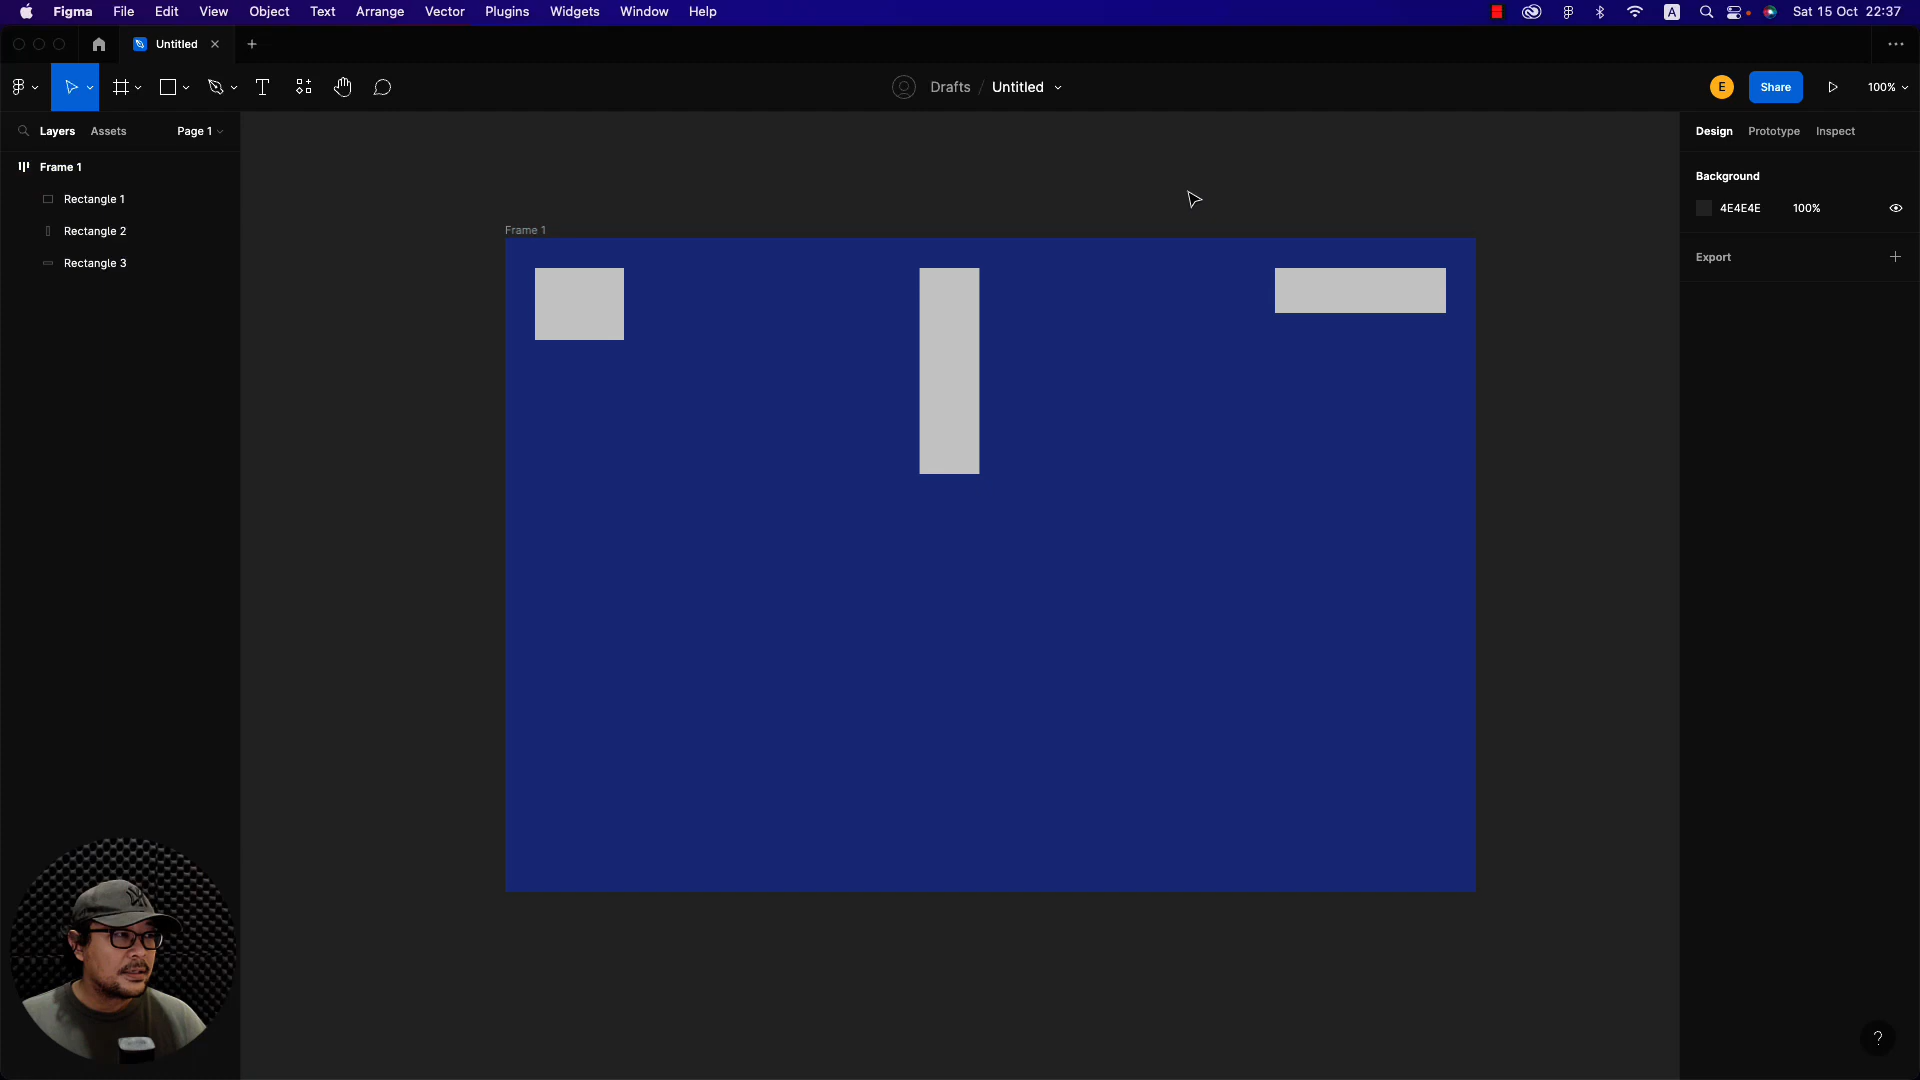 Figma File Edit View Object Text Arrange Vector Plugins Widgets Window Help A Sat 15 Oct 22:37
Untitled
Drafts / Untitled E Share 100%
Layers Assets Page 1 Design Prototype Inspect
Frame 1
Background
Rectangle 1
4E4E4E 100%
Rectangle 2
Frame 1
Export
Rectangle 3
?